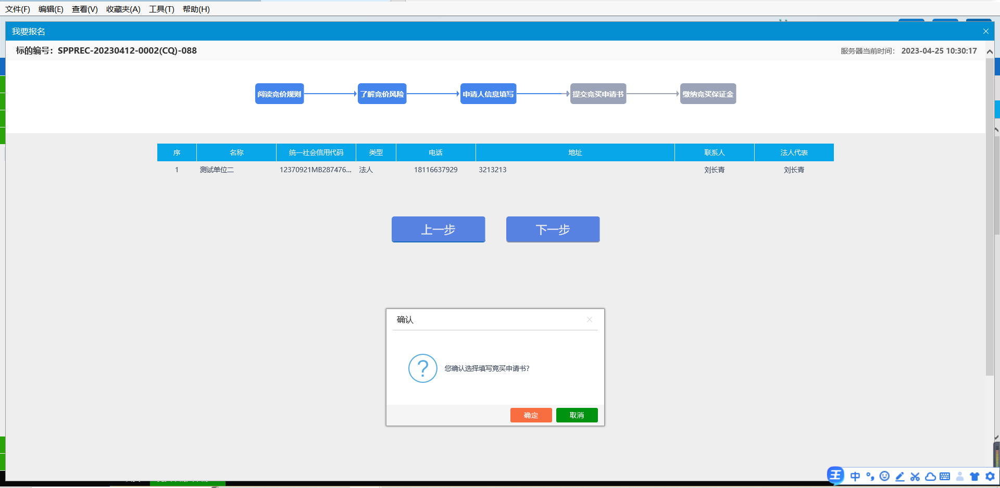 文件(F) 编辑(E) 查看(V) 收藏夹(A) 工具(T) 帮助(H)
我要报名
标的编号：SPPREC-20230412-0002(CQ)-088 服务器当前时间： 2023-04-25 10:30:17
阅读竞价规则 了解竞价风险 申请人信息填写 提交竞买申请书 缴纳竞买保证金
序 名称 统一社会信用代码 类型 电话 地址 联系人 法人代表
1 测试单位二 12370921MB287476... 法人 18116637929 3213213 刘长青 刘长青
上一步 下一步
确认
? 您确认选择填写竞买申请书?
确定 取消
王 中